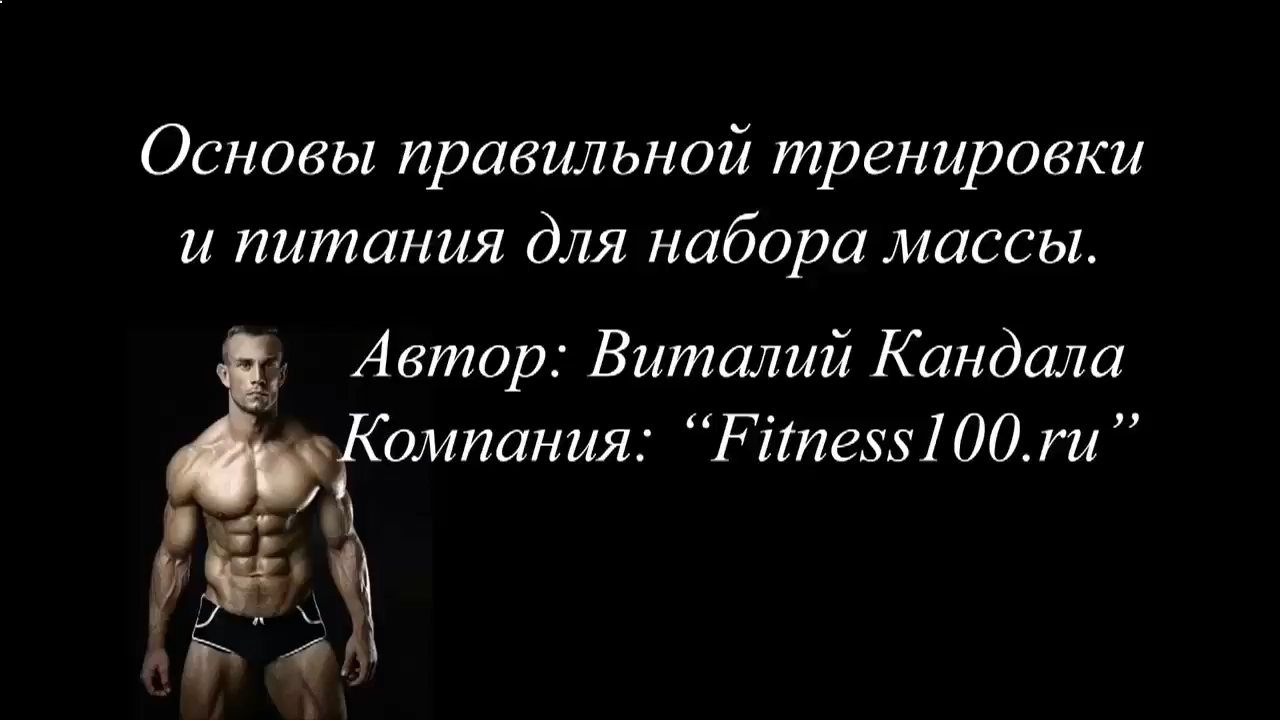 Основы правильной тренировки
и питания для набора массы.
Автор: Виталий Кандала
Компания: “Fitness100.ru”